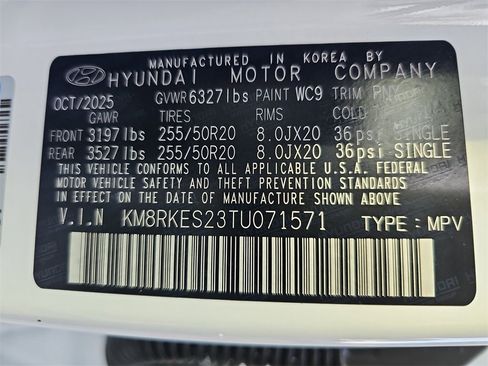 MANUFACTURED IN KOREA BY
HYUNDAI MOTOR COMPANY
OCT/2025 GVWR 6327lbs PAINT WC9 TRIM PNY
GAWR TIRES RIMS COLD
FRONT 3197lbs 255/50R20 8.0JX20 36psi SINGLE
REAR 3527lbs 255/50R20 8.0JX20 36psi SINGLE
THIS VEHICLE CONFORMS TO ALL APPLICABLE U.S.A. FEDERAL
MOTOR VEHICLE SAFETY AND THEFT PREVENTION STANDARDS
IN EFFECT ON THE DATE OF MANUFACTURE SHOWN ABOVE.
V.I.N KM8RKES23TU071571 TYPE: MPV